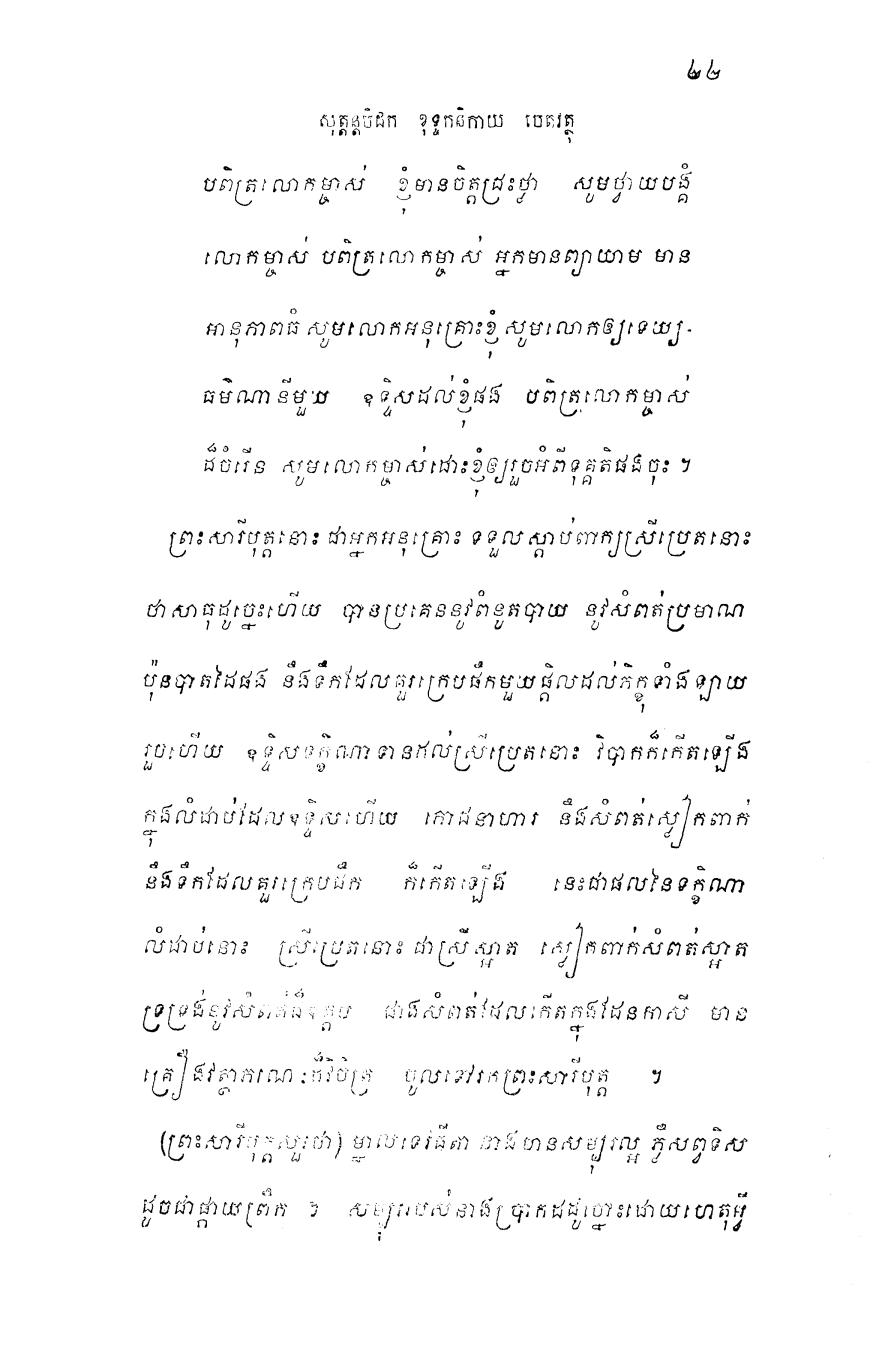 ៤២
សុត្តន្តបិដក ខុទ្ទកនិកាយ បេតវត្ថុ
បពិត្រលោកម្ចាស់ ខ្ញុំមានចិត្តជ្រះថ្លា សូមថ្វាយបង្គំ
លោកម្ចាស់ បពិត្រលោកម្ចាស់ អ្នកមានព្យាយាម មាន
អានុភាពធំ សូមលោកអនុគ្រោះខ្ញុំ សូមលោកឲ្យទេយ្យ-
ធម៌ណានីមួយ ឧទ្ទិសដល់ខ្ញុំផង បពិត្រលោកម្ចាស់
ដ៏ចំរើន សូមលោកម្ចាស់ដោះខ្ញុំឲ្យរួចអំពីទុគ្គតិផងចុះ ។
ព្រះសារីបុត្តនោះ ជាអ្នកអនុគ្រោះ ទទួលស្តាប់ពាក្យស្រីប្រេតនោះ
ថាសាធុដូច្នេះហើយ បានប្រគេននូវពំនូតបាយ នូវសំពត់ប្រមាណ
ប៉ុនបាតដៃផង នឹងទឹកដែលគួរក្រេបផឹកមួយផ្តិលដល់ភិក្ខុទាំងឡាយ
រួចហើយ ឧទ្ទិសទក្ខិណាទានដល់ស្រីប្រេតនោះ វិបាកក៏កើតឡើង
ក្នុងលំដាប់ដែលឧទ្ទិសហើយ ភោជនាហារ នឹងសំពត់ស្លៀកពាក់
នឹងទឹកដែលគួរក្រេបផឹក ក៏កើតឡើង នេះជាផលនៃទក្ខិណា
លំដាប់នោះ ស្រីប្រេតនោះ ជាស្រីស្អាត ស្លៀកពាក់សំពត់ស្អាត
ទ្រទ្រង់នូវសំពត់ដ៏ឧត្តម ជាងសំពត់ដែលកើតក្នុងដែនកាសី មាន
គ្រឿងវត្ថាភរណៈដ៏វិចិត្រ ចូលទៅរកព្រះសារីបុត្ត ។
(ព្រះសារីបុត្តសួរថា) ម្នាលទេវធីតា នាងមានសម្បុរល្អ ភ្លឺសព្វទិស
ដូចជាផ្កាយព្រឹក ។ សម្បុររបស់នាងប្រាកដដូច្នោះដោយហេតុអ្វី